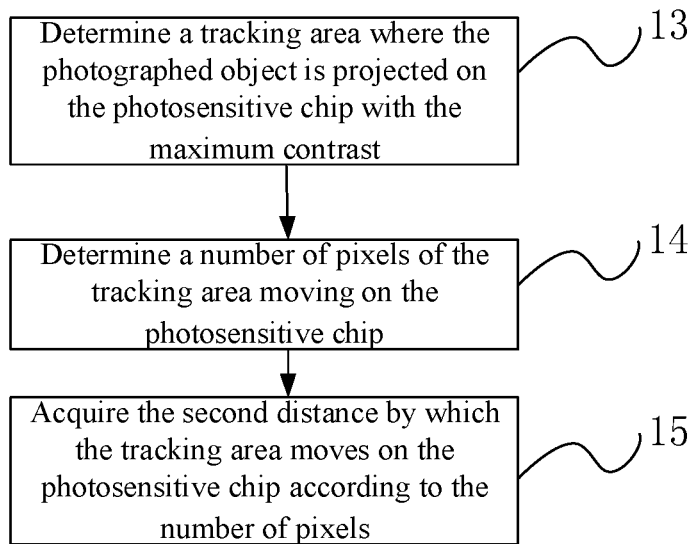 Determine a tracking area where the
photographed object is projected on
the photosensitive chip with the
maximum contrast
13
Determine a number of pixels of the
tracking area moving on the
photosensitive chip
14
Acquire the second distance by which
the tracking area moves on the
photosensitive chip according to the
number of pixels
15